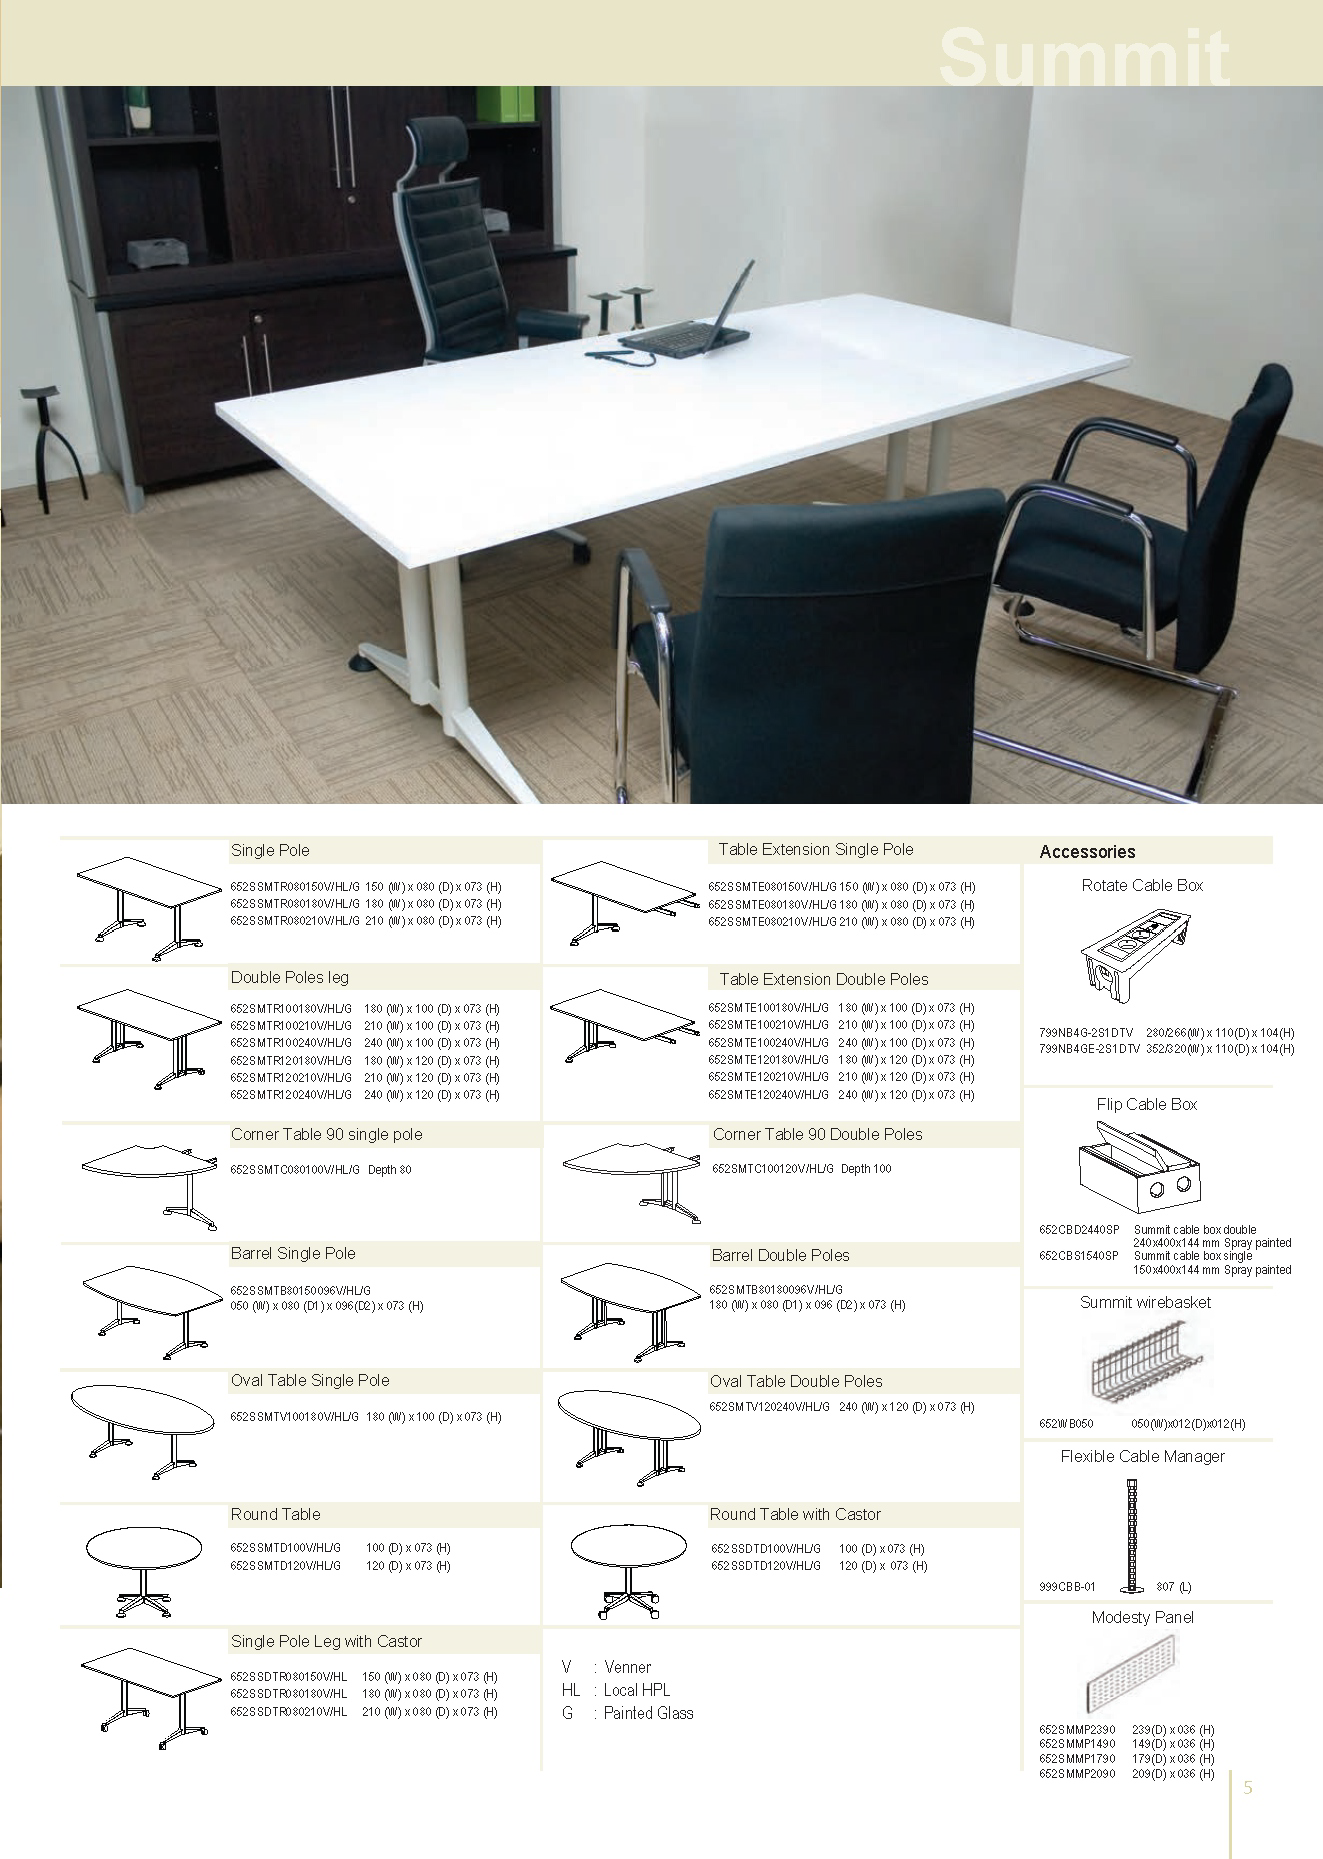 Summit
Single Pole
652SSMTR080150V/HL/G 150 (W) x 080 (D) x 073 (H)
652SSMTR080180V/HL/G 180 (W) x 080 (D) x 073 (H)
652SSMTR080210V/HL/G 210 (W) x 080 (D) x 073 (H)
Double Poles leg
652SMTR100180V/HL/G 180 (W) x 100 (D) x 073 (H)
652SMTR100210V/HL/G 210 (W) x 100 (D) x 073 (H)
652SMTR100240V/HL/G 240 (W) x 100 (D) x 073 (H)
652SMTR120180V/HL/G 180 (W) x 120 (D) x 073 (H)
652SMTR120210V/HL/G 210 (W) x 120 (D) x 073 (H)
652SMTR120240V/HL/G 240 (W) x 120 (D) x 073 (H)
Corner Table 90 single pole
652SSMTC080100V/HL/G Depth 80
Barrel Single Pole
652SSMTB80150096V/HL/G
050 (W) x 080 (D1) x 096(D2) x 073 (H)
Oval Table Single Pole
652SSMTV100180V/HL/G 180 (W) x 100 (D) x 073 (H)
Round Table
652SSMTD100V/HL/G 100 (D) x 073 (H)
652SSMTD120V/HL/G 120 (D) x 073 (H)
Single Pole Leg with Castor
652SSDTR080150V/HL 150 (W) x 080 (D) x 073 (H)
652SSDTR080180V/HL 180 (W) x 080 (D) x 073 (H)
652SSDTR080210V/HL 210 (W) x 080 (D) x 073 (H)
Table Extension Single Pole
652SSMTE080150V/HL/G 150 (W) x 080 (D) x 073 (H)
652SSMTE080180V/HL/G 180 (W) x 080 (D) x 073 (H)
652SSMTE080210V/HL/G 210 (W) x 080 (D) x 073 (H)
Table Extension Double Poles
652SMTE100180V/HL/G 180 (W) x 100 (D) x 073 (H)
652SMTE100210V/HL/G 210 (W) x 100 (D) x 073 (H)
652SMTE100240V/HL/G 240 (W) x 100 (D) x 073 (H)
652SMTE120180V/HL/G 180 (W) x 120 (D) x 073 (H)
652SMTE120210V/HL/G 210 (W) x 120 (D) x 073 (H)
652SMTE120240V/HL/G 240 (W) x 120 (D) x 073 (H)
Corner Table 90 Double Poles
652SMTC100120V/HL/G Depth 100
Barrel Double Poles
652SMTB80180096V/HL/G
180 (W) x 080 (D1) x 096 (D2) x 073 (H)
Oval Table Double Poles
652SMTV120240V/HL/G 240 (W) x 120 (D) x 073 (H)
Round Table with Castor
652SSDTD100V/HL/G 100 (D) x 073 (H)
652SSDTD120V/HL/G 120 (D) x 073 (H)
V : Venner
HL : Local HPL
G : Painted Glass
Accessories
Rotate Cable Box
799NB4G-2S1DTV 280/266(W) x 110(D) x 104(H)
799NB4GE-2S1DTV 352/320(W) x 110(D) x 104(H)
Flip Cable Box
652CBD2440SP Summit cable box double
240x400x144 mm Spray painted
652CBS1540SP Summit cable box single
150x400x144 mm Spray painted
Summit wirebasket
652WB050 050(W)x012(D)x012(H)
Flexible Cable Manager
999CBB-01 807 (L)
Modesty Panel
652SMMP2390 239(D) x 036 (H)
652SMMP1490 149(D) x 036 (H)
652SMMP1790 179(D) x 036 (H)
652SMMP2090 209(D) x 036 (H)
5